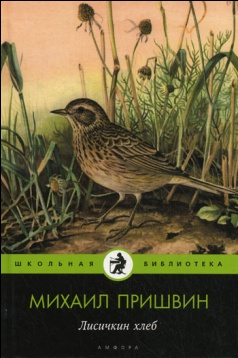 ШКОЛЬНАЯ БИБЛИОТЕКА
МИХАИЛ ПРИШВИН
Лисичкин хлеб
АМФОРА